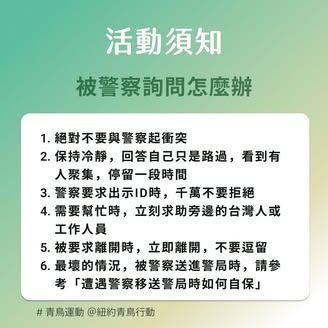 活動須知
被警察詢問怎麼辦
1. 絕對不要與警察起衝突
2. 保持冷靜，回答自己只是路過，看到有
人聚集，停留一段時間
3. 警察要求出示ID時，千萬不要拒絕
4. 需要幫忙時，立刻求助旁邊的台灣人或
工作人員
5. 被要求離開時，立即離開，不要逗留
6. 最壞的情況，被警察送進警局時，請參
考「遭遇警察移送警局時如何自保」
# 青鳥運動 @紐約青鳥行動